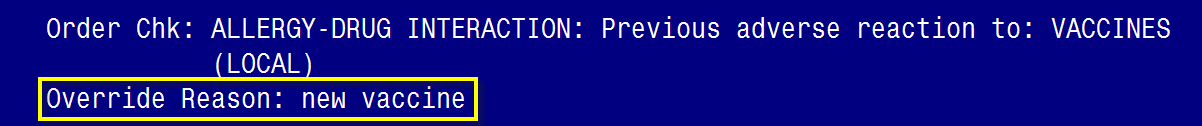 Order Chk: ALLERGY-DRUG INTERACTION: Previous adverse reaction to: VACCINES
(LOCAL)
Override Reason: new vaccine